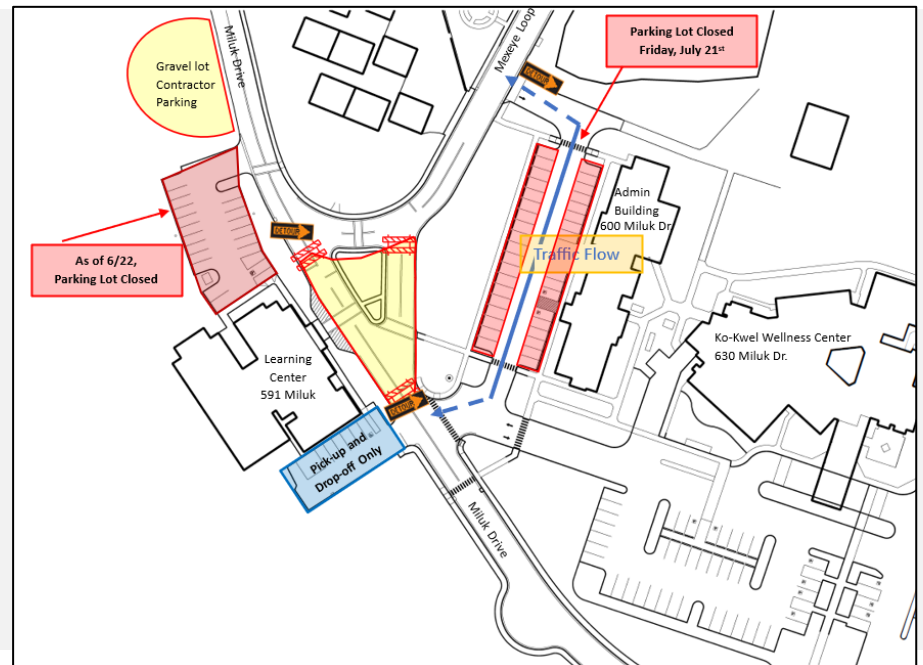 Miluk Drive
Gravel lot
Contractor
Parking
Mexeye Loop
DETOUR
Parking Lot Closed
Friday, July 21st
As of 6/22,
Parking Lot Closed
DETOUR
Admin
Building
600 Miluk Dr
Traffic Flow
Ko-Kwel Wellness Center
630 Miluk Dr.
Learning
Center
591 Miluk
DETOUR
Pick-up and
Drop-off Only
Miluk Drive